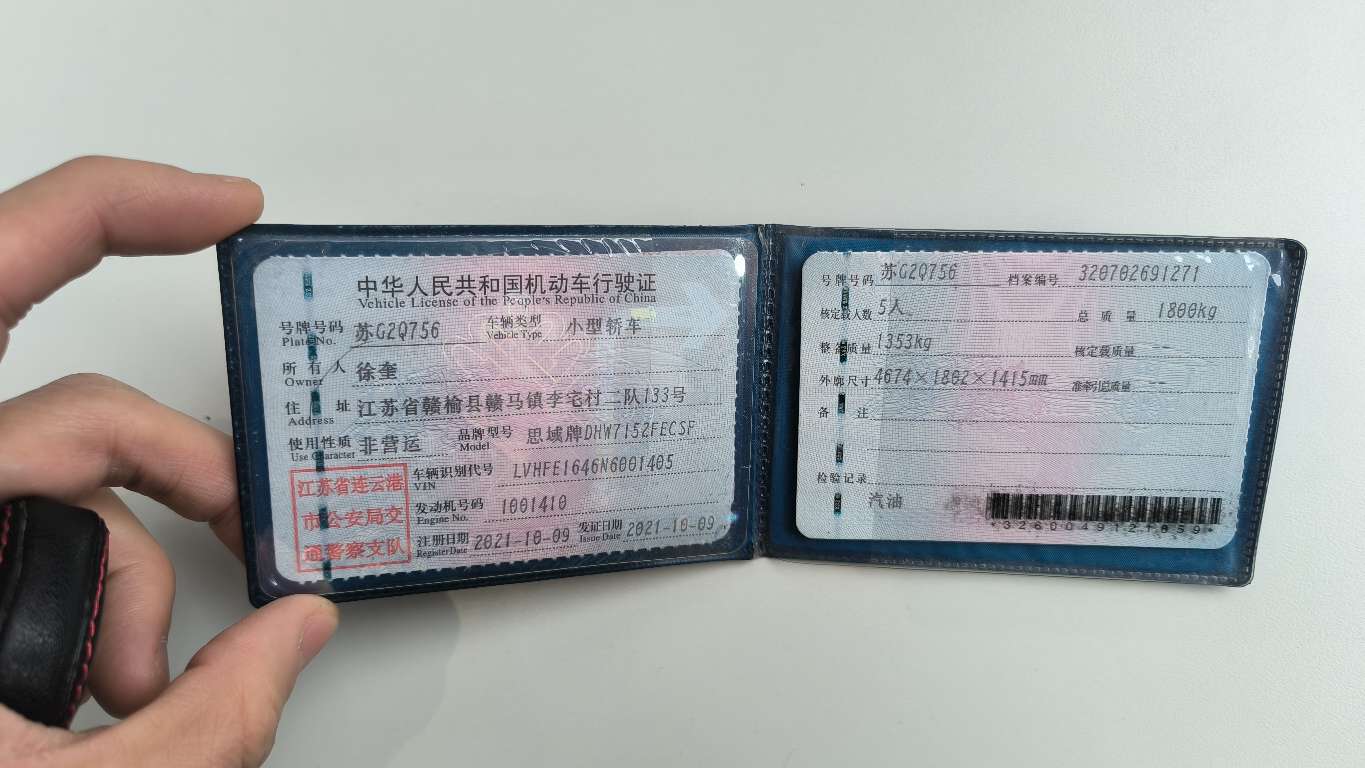 中华人民共和国机动车行驶证
Vehicle License of the People's Republic of China
号牌号码 苏G2Q756 车辆类型 小型轿车
Plate No. Vehicle Type
所有人 徐奎
Owner
住址 江苏省赣榆县赣马镇李宅村二队133号
Address
使用性质 非营运 品牌型号 思域牌DHW7152FECSF
Use Character Model
江苏省连云港
市公安局交
通警察支队
车辆识别代号 LVHFE1646N6001405
VIN
发动机号码 1001410
Engine No.
注册日期 2021-10-09 发证日期 2021-10-09
Register Date Issue Date
号牌号码 苏G2Q756 档案编号 320702691271
核定载人数 5人 总质量 1800kg
整备质量 1353kg 核定载质量 --
外廓尺寸 4674×1802×1415mm 准牵引总质量 --
备注
检验记录
汽油